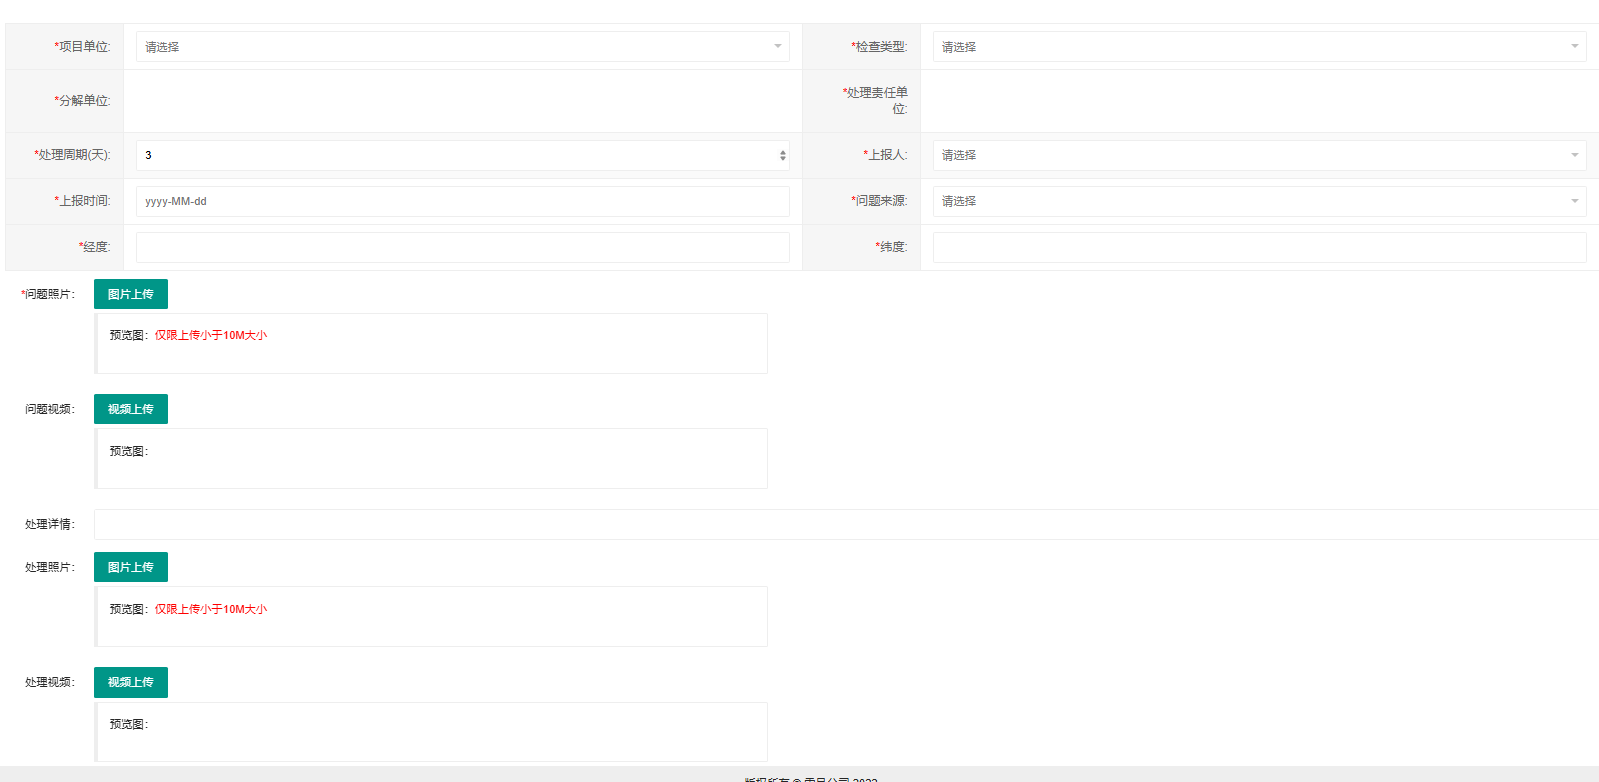 *项目单位: 请选择 *检查类型: 请选择
*分解单位: *处理责任单
位:
*处理周期(天): 3 *上报人: 请选择
*上报时间: yyyy-MM-dd *问题来源: 请选择
*经度: *纬度:
*问题照片: 图片上传
预览图: 仅限上传小于10M大小
问题视频: 视频上传
预览图:
处理详情:
处理照片: 图片上传
预览图: 仅限上传小于10M大小
处理视频: 视频上传
预览图:
版权所有 ©